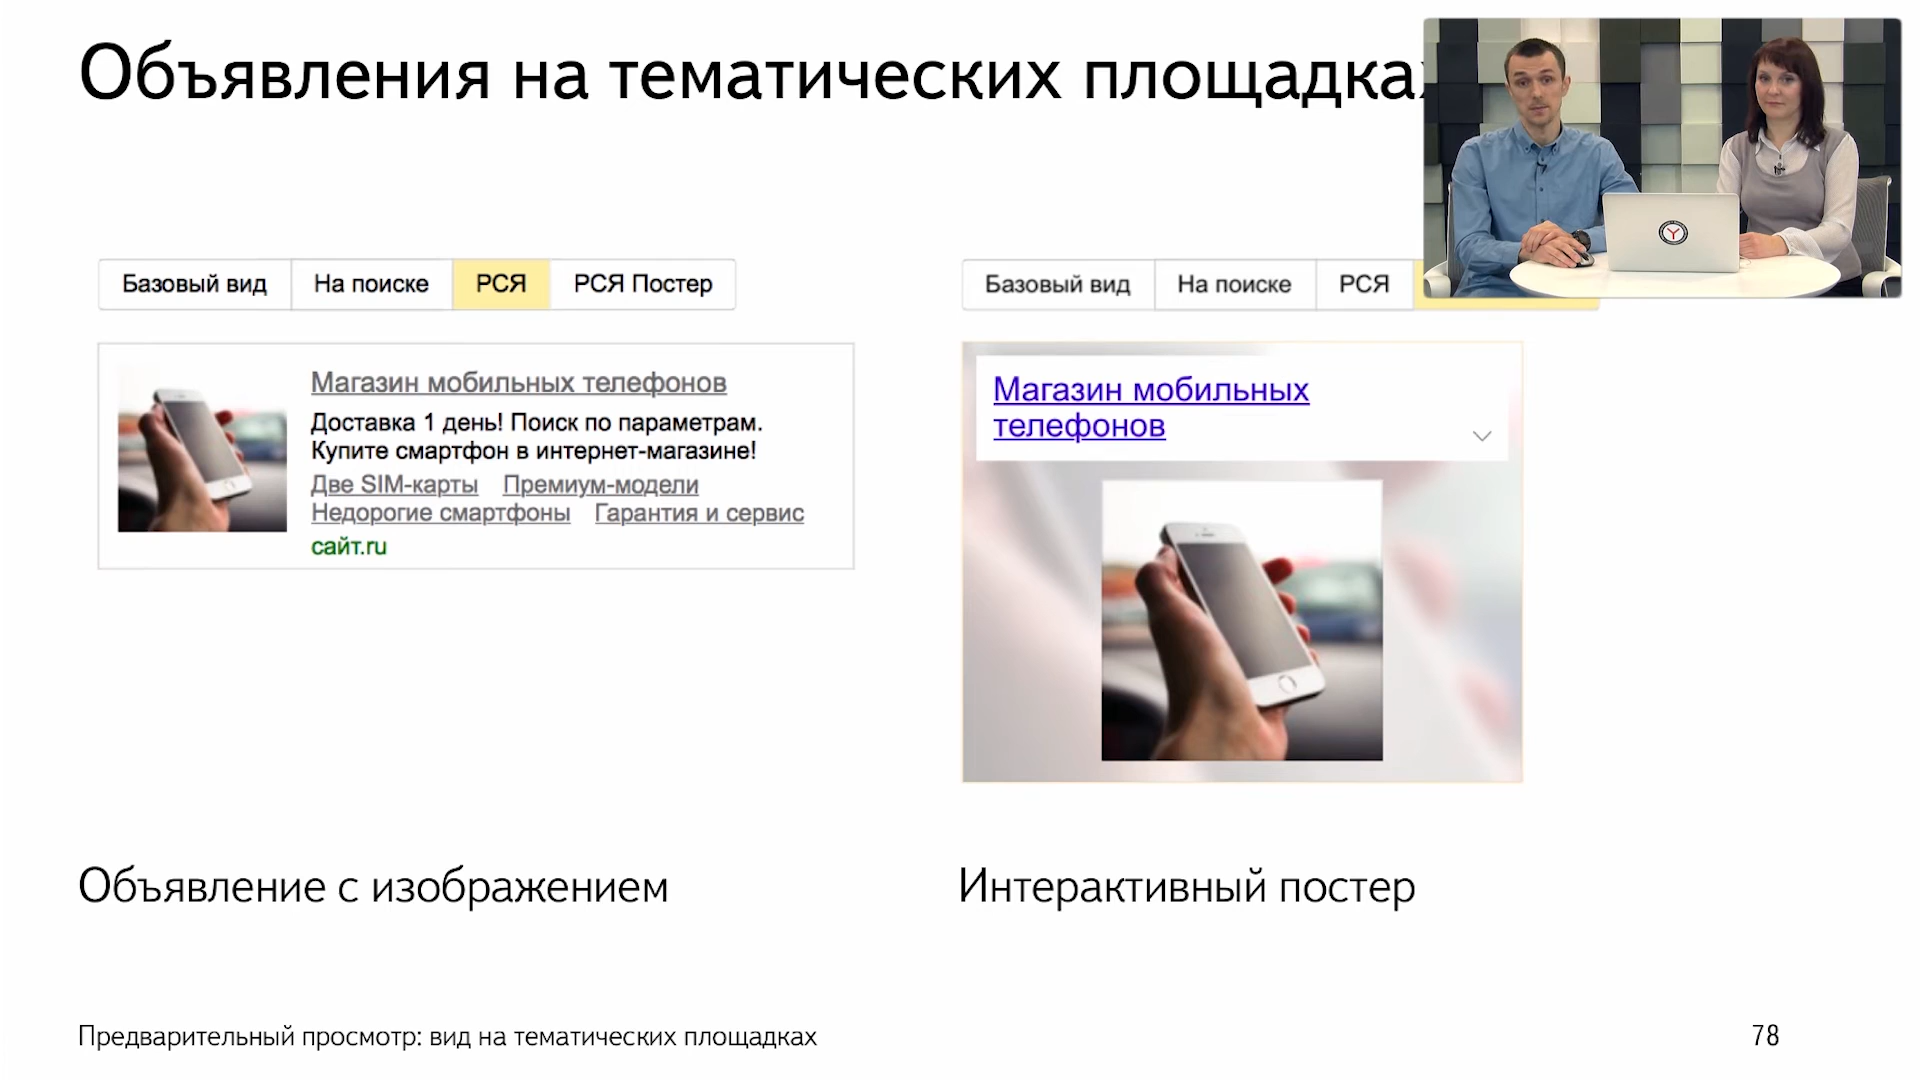 Объявления на тематических площадках
Базовый вид На поиске РСЯ РСЯ Постер
Магазин мобильных телефонов
Доставка 1 день! Поиск по параметрам.
Купите смартфон в интернет-магазине!
Две SIM-карты Премиум-модели
Недорогие смартфоны Гарантия и сервис
сайт.ru
Объявление с изображением
Базовый вид На поиске РСЯ
Магазин мобильных
телефонов
Интерактивный постер
Предварительный просмотр: вид на тематических площадках
78